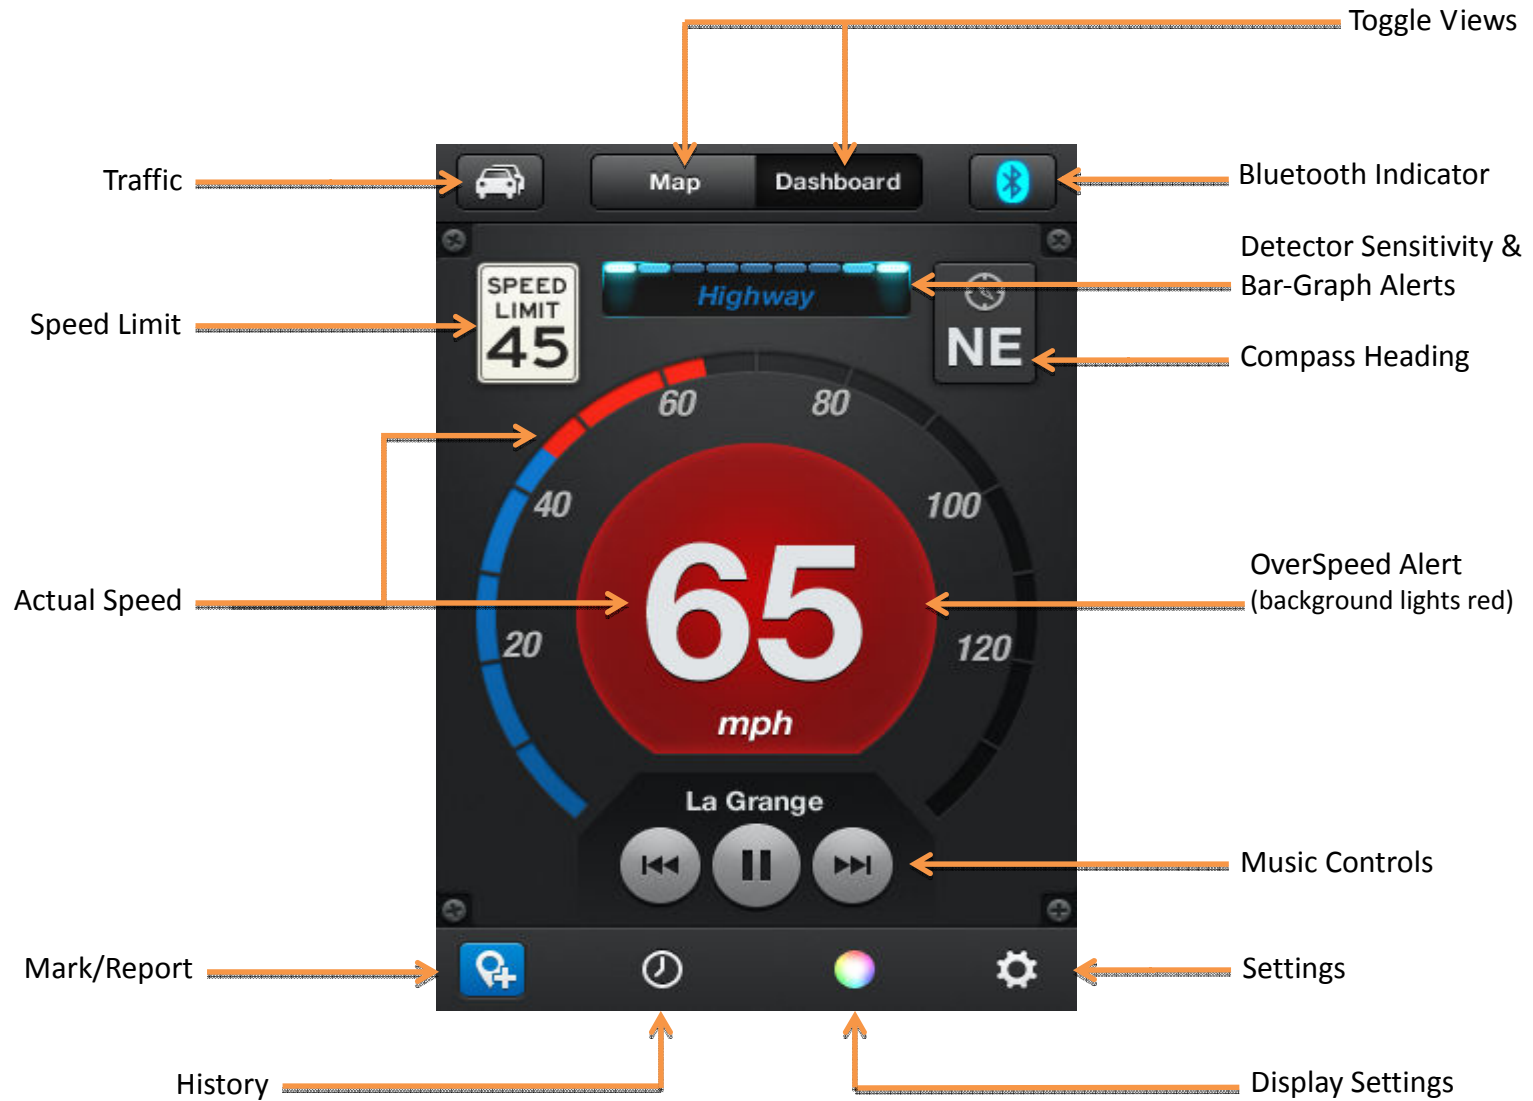 Toggle Views
Traffic
Map
Dashboard
Bluetooth Indicator
Detector Sensitivity &
Bar-Graph Alerts
SPEED
LIMIT
45
Highway
NE
Speed Limit
Compass Heading
60
80
40
100
65
OverSpeed Alert
(background lights red)
Actual Speed
20
120
mph
La Grange
Music Controls
Mark/Report
Settings
History
Display Settings